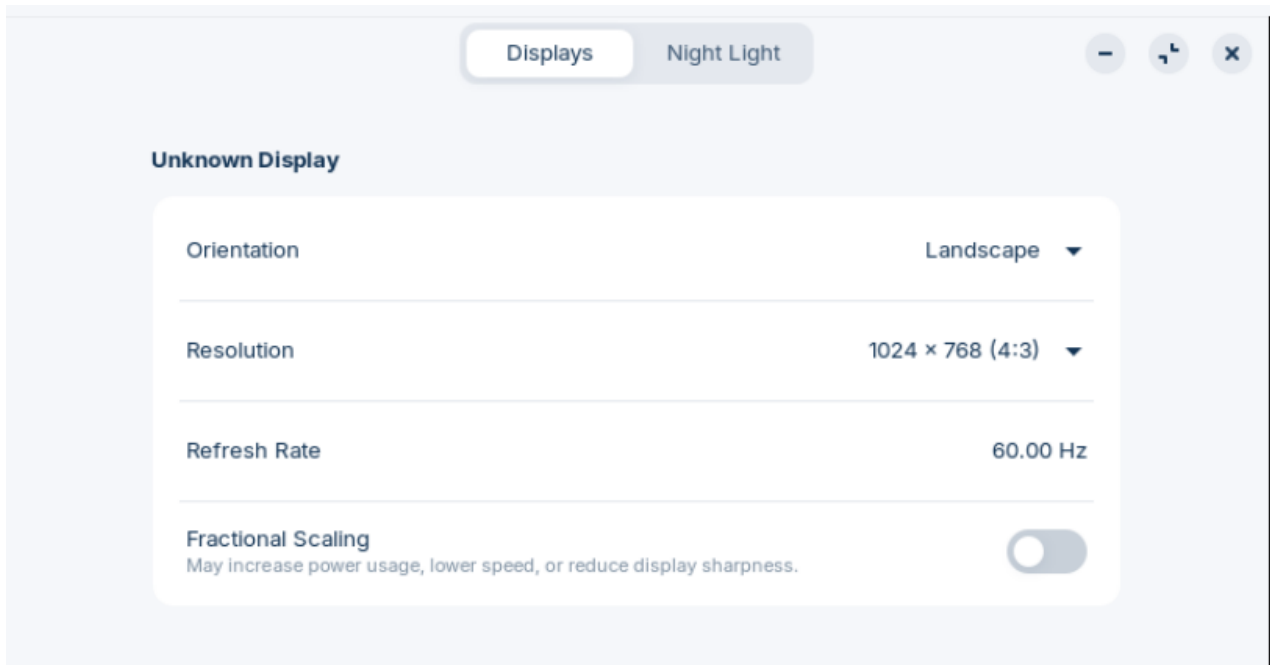 Displays
Night Light
Unknown Display
Orientation
Landscape
Resolution
1024 × 768 (4:3)
Refresh Rate
60.00 Hz
Fractional Scaling
May increase power usage, lower speed, or reduce display sharpness.